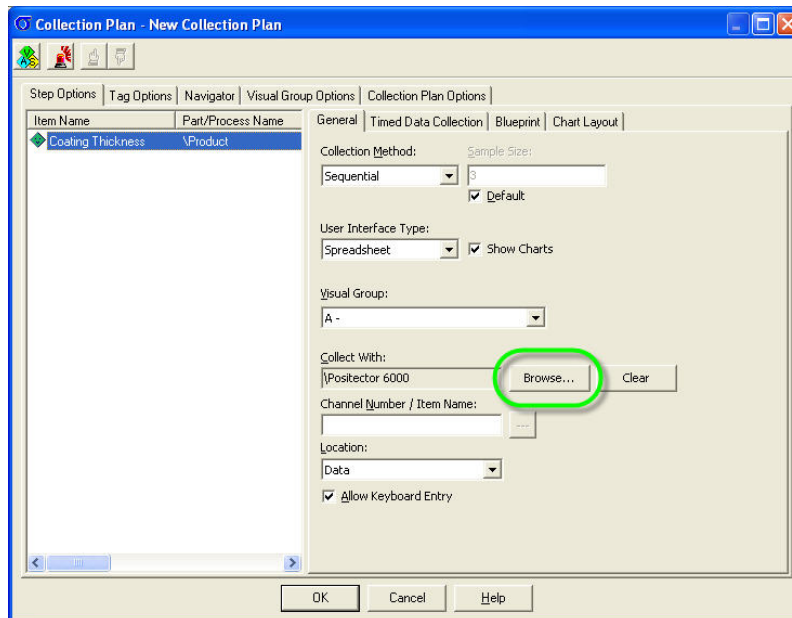 Collection Plan - New Collection Plan
Step Options Tag Options Navigator Visual Group Options Collection Plan Options
Item Name Part/Process Name
Coating Thickness \Product
General Timed Data Collection Blueprint Chart Layout
Collection Method: Sample Size:
Sequential 3
Default
User Interface Type:
Spreadsheet Show Charts
Visual Group:
A -
Collect With:
\Positector 6000 Browse... Clear
Channel Number / Item Name:
---
Location:
Data
Allow Keyboard Entry
OK Cancel Help